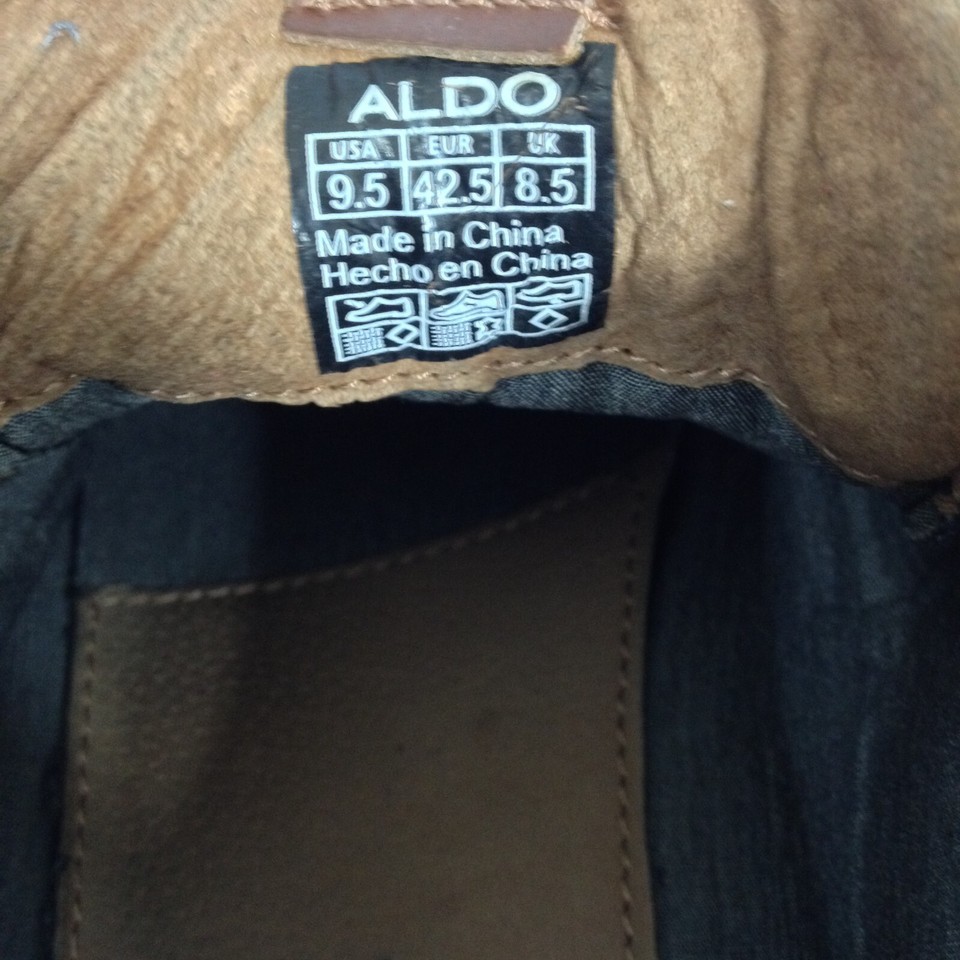 ALDO
USA EUR UK
9.5 42.5 8.5
Made in China
Hecho en China